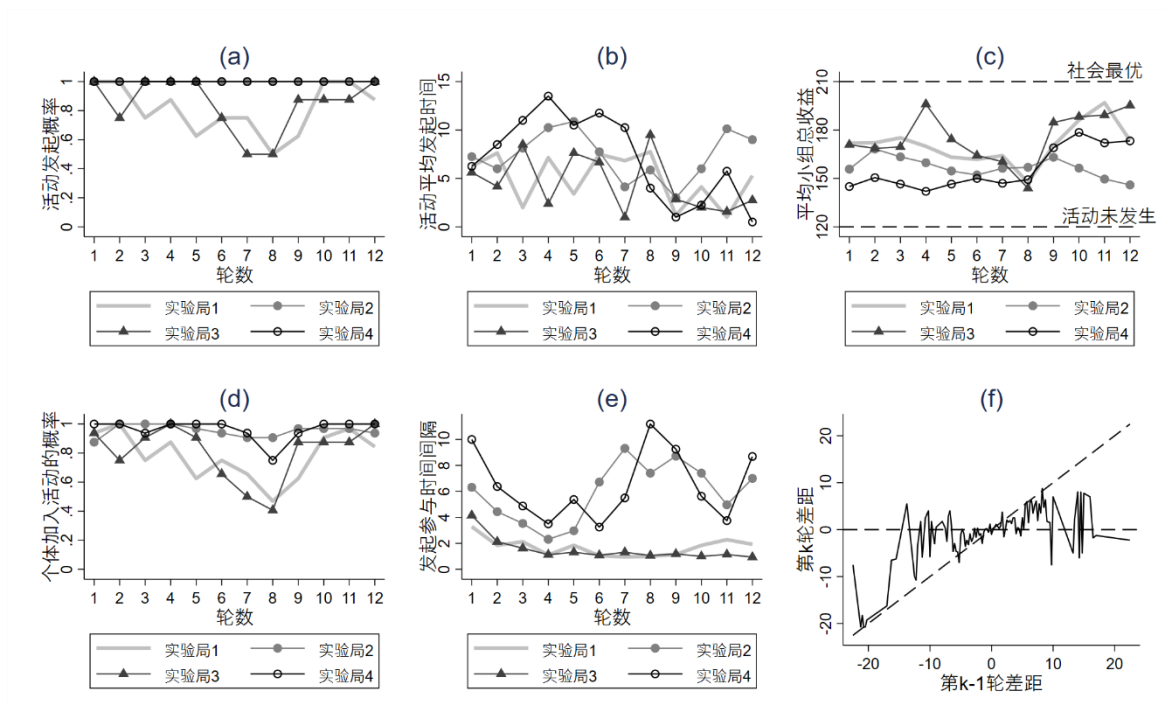 (a)
活动发起概率
1
.8
.6
.4
.2
0
1 2 3 4 5 6 7 8 9 10 11 12
轮数
实验局1 实验局2
实验局3 实验局4
(b)
活动平均发起时间
15
10
5
0
1 2 3 4 5 6 7 8 9 10 11 12
轮数
实验局1 实验局2
实验局3 实验局4
(c)
平均小组总收益
210
180
150
120
社会最优
活动未发生
1 2 3 4 5 6 7 8 9 10 11 12
轮数
实验局1 实验局2
实验局3 实验局4
(d)
个体加入活动的概率
1
.8
.6
.4
.2
0
1 2 3 4 5 6 7 8 9 10 11 12
轮数
实验局1 实验局2
实验局3 实验局4
(e)
发起参与时间间隔
10
8
6
4
2
0
1 2 3 4 5 6 7 8 9 10 11 12
轮数
实验局1 实验局2
实验局3 实验局4
(f)
第k轮差距
20
10
0
-10
-20
-20 -10 0 10 20
第k-1轮差距